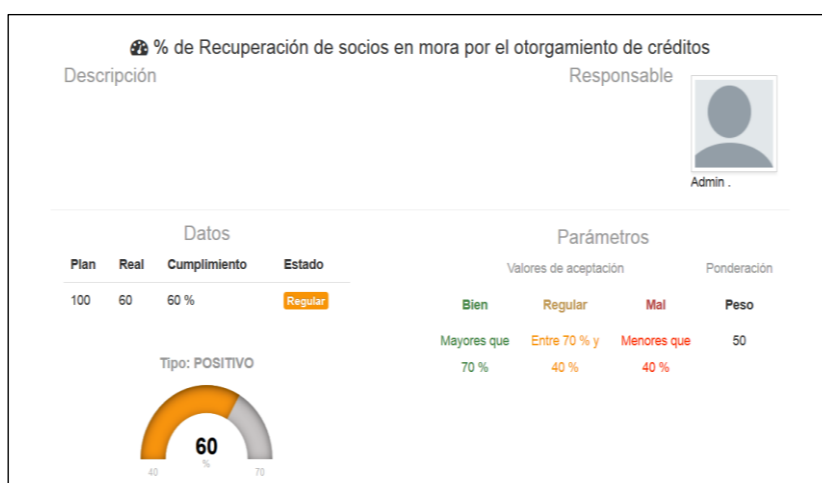 % de Recuperación de socios en mora por el otorgamiento de créditos
Descripción
Responsable
Admin .
Datos
Plan Real Cumplimiento Estado
100 60 60 % Regular
Tipo: POSITIVO
60
%
40 70
Parámetros
Valores de aceptación Ponderación
Bien Regular Mal Peso
Mayores que Entre 70 % y Menores que 50
70 % 40 % 40 %